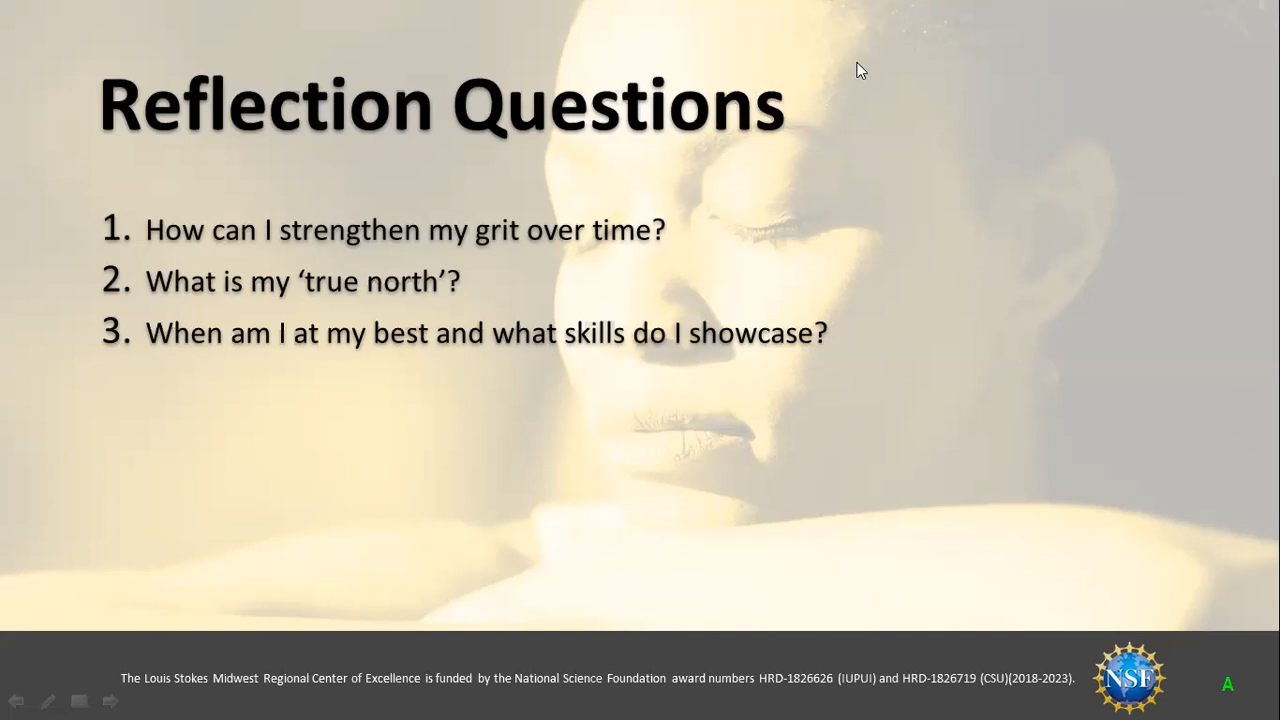 Reflection Questions
1. How can I strengthen my grit over time?
2. What is my ‘true north’?
3. When am I at my best and what skills do I showcase?
The Louis Stokes Midwest Regional Center of Excellence is funded by the National Science Foundation award numbers HRD-1826626 (IUPUI) and HRD-1826719 (CSU)(2018-2023).
NSF
A